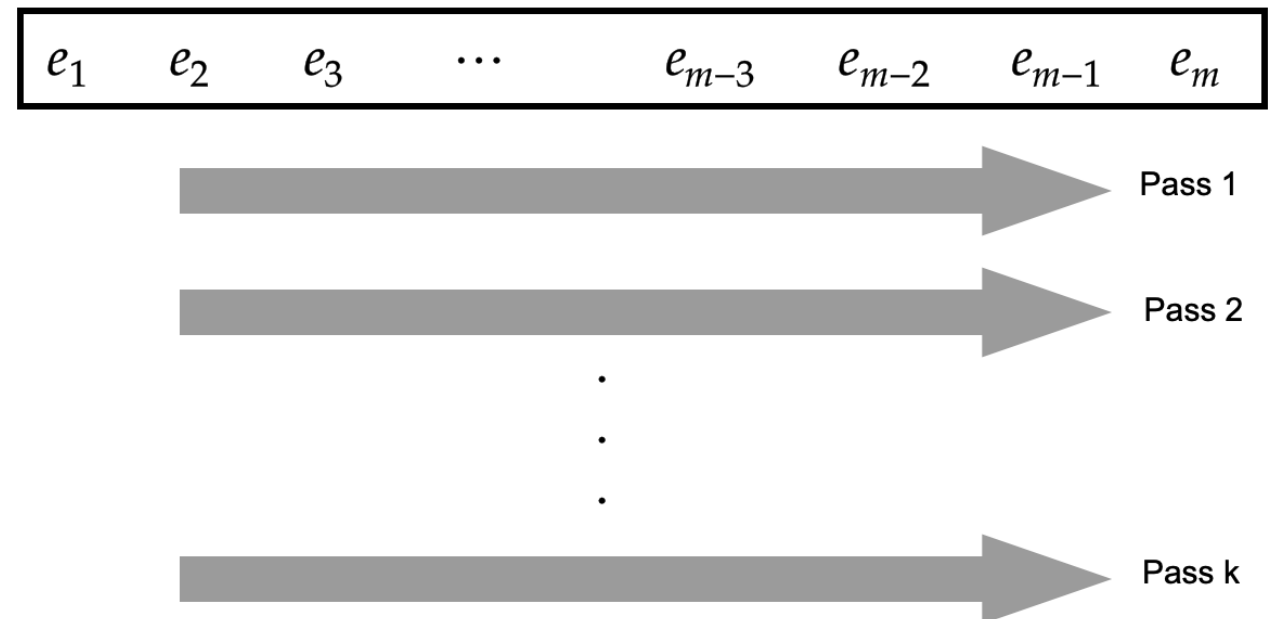 e₁ e₂ e₃ ⋯ eₘ₋₃ eₘ₋₂ eₘ₋₁ eₘ
Pass 1
Pass 2
.
.
.
Pass k